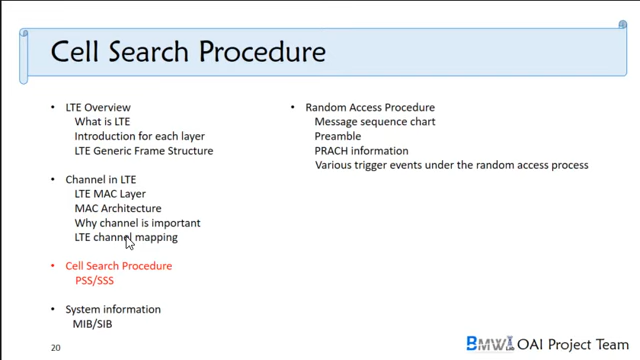 Cell Search Procedure
• LTE Overview
What is LTE
Introduction for each layer
LTE Generic Frame Structure
• Channel in LTE
LTE MAC Layer
MAC Architecture
Why channel is important
LTE channel mapping
• Cell Search Procedure
PSS/SSS
• System information
MIB/SIB
• Random Access Procedure
Message sequence chart
Preamble
PRACH information
Various trigger events under the random access process
20
BMW OAI Project Team